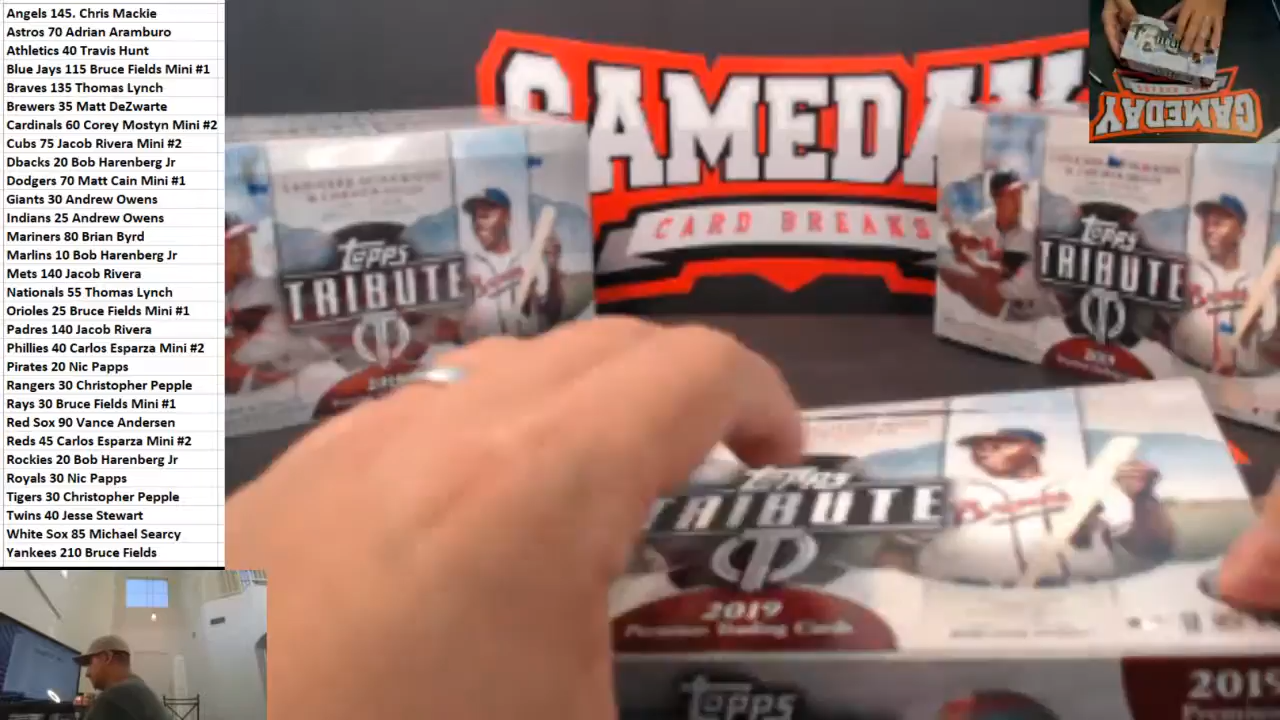 Angels 145. Chris Mackie
Astros 70 Adrian Aramburo
Athletics 40 Travis Hunt
Blue Jays 115 Bruce Fields Mini #1
Braves 135 Thomas Lynch
Brewers 35 Matt DeZwarte
Cardinals 60 Corey Mostyn Mini #2
Cubs 75 Jacob Rivera Mini #2
Dbacks 20 Bob Harenberg Jr
Dodgers 70 Matt Cain Mini #1
Giants 30 Andrew Owens
Indians 25 Andrew Owens
Mariners 80 Brian Byrd
Marlins 10 Bob Harenberg Jr
Mets 140 Jacob Rivera
Nationals 55 Thomas Lynch
Orioles 25 Bruce Fields Mini #1
Padres 140 Jacob Rivera
Phillies 40 Carlos Esparza Mini #2
Pirates 20 Nic Papps
Rangers 30 Christopher Pepple
Rays 30 Bruce Fields Mini #1
Red Sox 90 Vance Andersen
Reds 45 Carlos Esparza Mini #2
Rockies 20 Bob Harenberg Jr
Royals 30 Nic Papps
Tigers 30 Christopher Pepple
Twins 40 Jesse Stewart
White Sox 85 Michael Searcy
Yankees 210 Bruce Fields
GAMEDAY
CARD BREAKS
Topps
TRIBUTE
Topps
TRIBUTE
2019
Topps
TRIBUTE
2019
Premium Trading Cards
Topps
2019
GAMEDAY